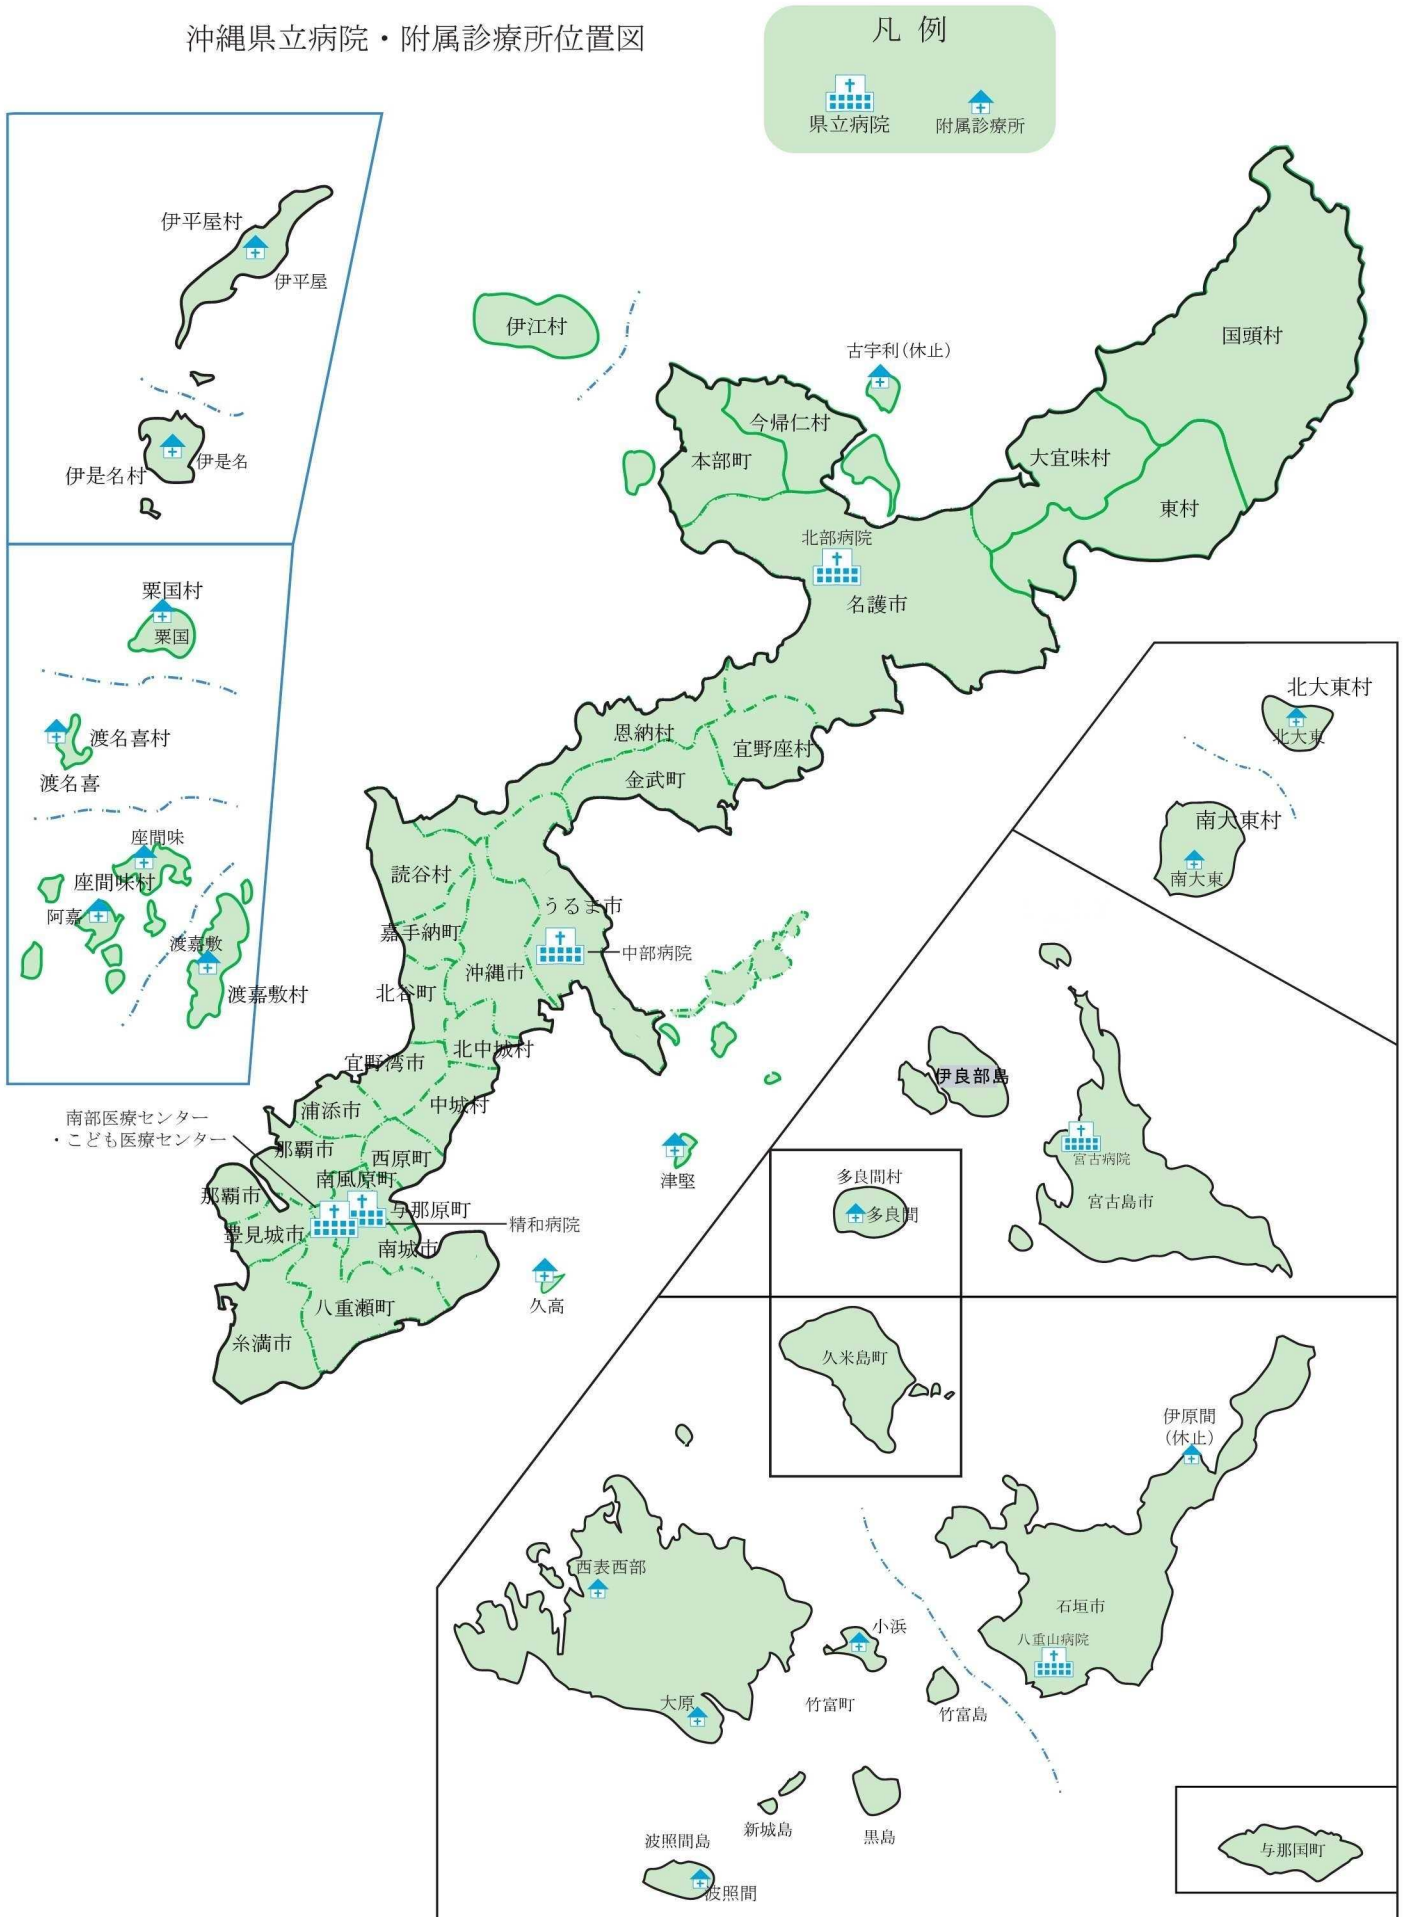 沖縄県立病院・附属診療所位置図
凡 例
県立病院
附属診療所
伊平屋村
伊平屋
伊是名村
伊是名
粟国村
粟国
渡名喜村
渡名喜
座間味
座間味村
阿嘉
渡嘉敷
渡嘉敷村
伊江村
古宇利(休止)
国頭村
今帰仁村
本部町
大宜味村
東村
北部病院
名護市
恩納村
宜野座村
金武町
読谷村
うるま市
嘉手納町
中部病院
沖縄市
北谷町
北中城村
宜野湾市
中城村
浦添市
南部医療センター
・こども医療センター
那覇市
西原町
南風原町
那覇市
与那原町
豊見城市
精和病院
南城市
八重瀬町
糸満市
津堅
久高
北大東村
北大東
南大東村
南大東
伊良部島
宮古病院
宮古島市
多良間村
多良間
久米島町
伊原間
(休止)
西表西部
石垣市
八重山病院
小浜
大原
竹富町
竹富島
新城島
黒島
波照間島
波照間
与那国町